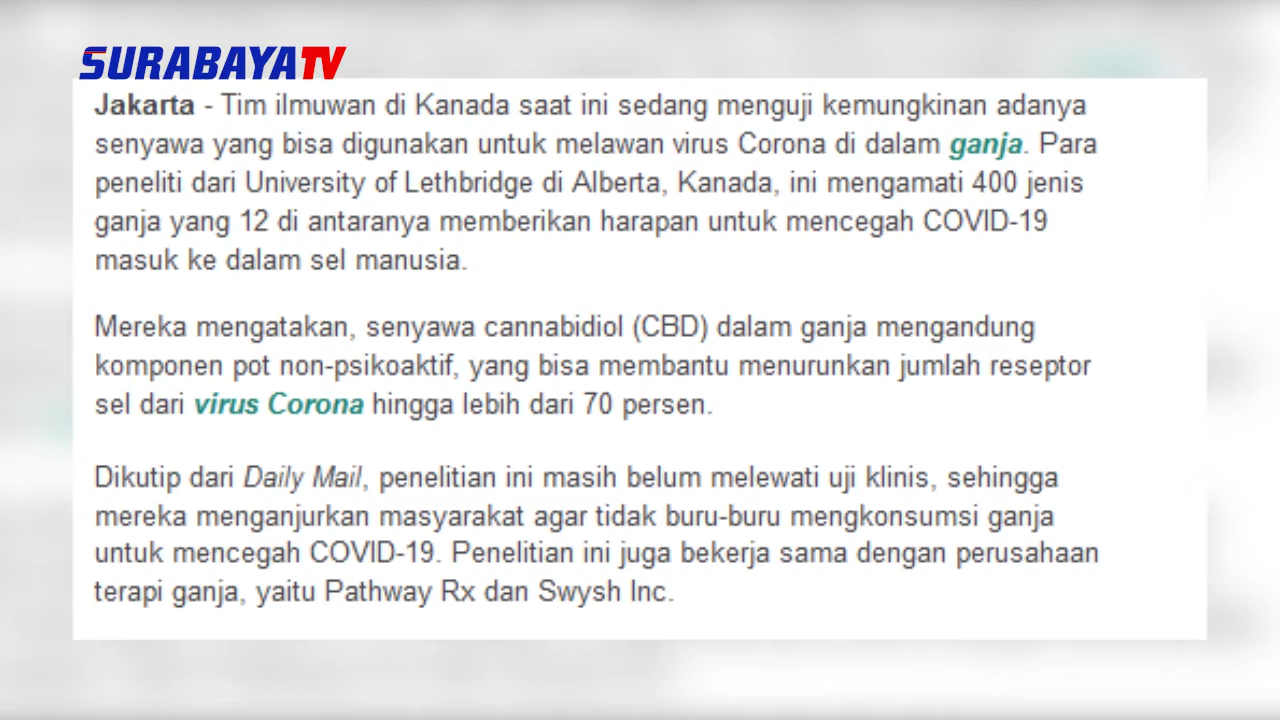 SURABAYATV
Jakarta - Tim ilmuwan di Kanada saat ini sedang menguji kemungkinan adanya
senyawa yang bisa digunakan untuk melawan virus Corona di dalam ganja. Para
peneliti dari University of Lethbridge di Alberta, Kanada, ini mengamati 400 jenis
ganja yang 12 di antaranya memberikan harapan untuk mencegah COVID-19
masuk ke dalam sel manusia.
Mereka mengatakan, senyawa cannabidiol (CBD) dalam ganja mengandung
komponen pot non-psikoaktif, yang bisa membantu menurunkan jumlah reseptor
sel dari virus Corona hingga lebih dari 70 persen.
Dikutip dari Daily Mail, penelitian ini masih belum melewati uji klinis, sehingga
mereka menganjurkan masyarakat agar tidak buru-buru mengkonsumsi ganja
untuk mencegah COVID-19. Penelitian ini juga bekerja sama dengan perusahaan
terapi ganja, yaitu Pathway Rx dan Swysh Inc.